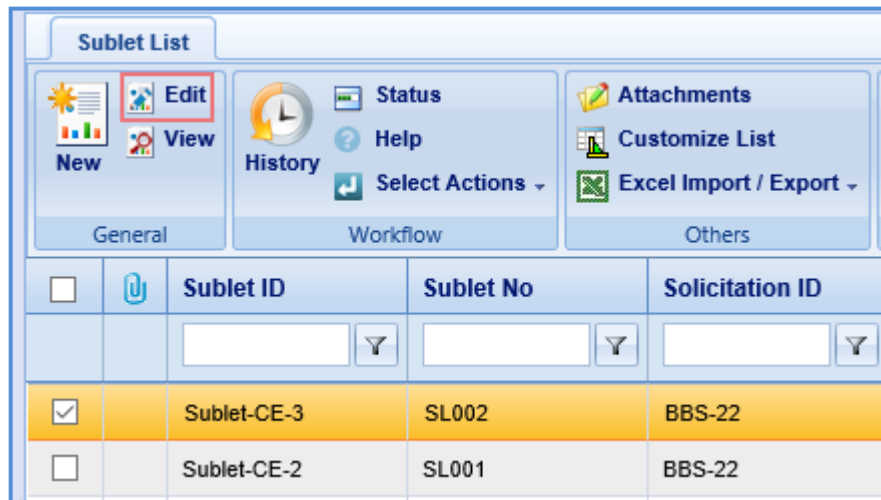 Sublet List
New
Edit
View
General
History
Status
Help
Select Actions
Workflow
Attachments
Customize List
Excel Import / Export
Others
Sublet ID Sublet No Solicitation ID
Sublet-CE-3 SL002 BBS-22
Sublet-CE-2 SL001 BBS-22